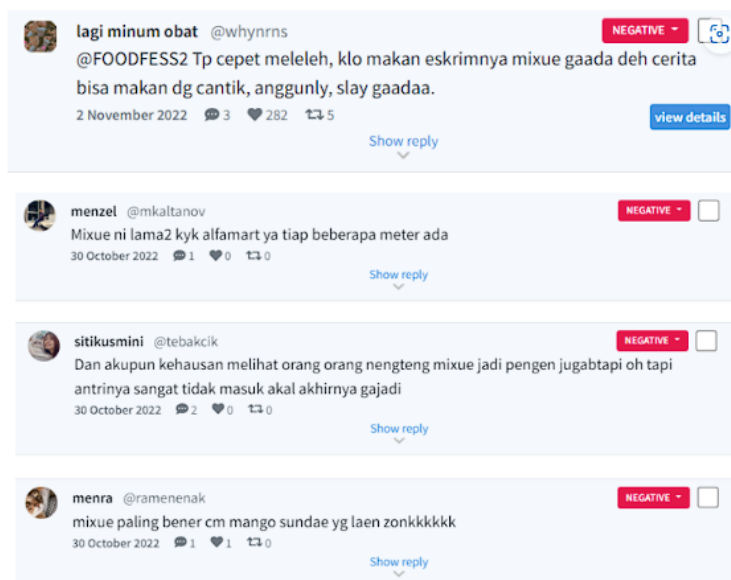 lagi minum obat @whynrns NEGATIVE
@FOODFESS2 Tp cepet meleleh, klo makan eskrimnya mixue gaada deh cerita
bisa makan dg cantik, anggunly, slay gaadaa.
2 November 2022 3 282 5 view details
Show reply
menzel @mkaltanov NEGATIVE
Mixue ni lama2 kyk alfamart ya tiap beberapa meter ada
30 October 2022 1 0 0
Show reply
sitikusmini @tebakcik NEGATIVE
Dan akupun kehausan melihat orang orang nengteng mixue jadi pengen jugabtapi oh tapi
antrinya sangat tidak masuk akal akhirnya gajadi
30 October 2022 2 0 0
Show reply
menra @ramenenak NEGATIVE
mixue paling bener cm mango sundae yg laen zonkkkkkk
30 October 2022 1 1 0
Show reply